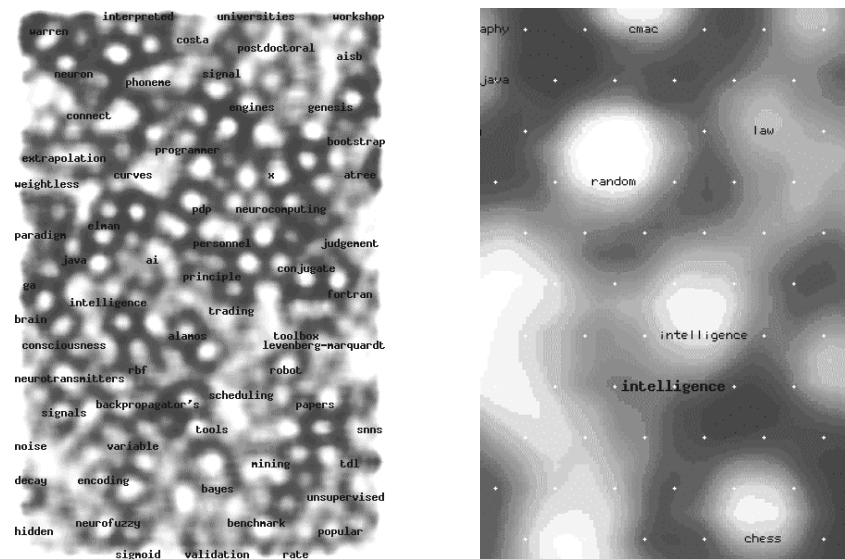 interpreted universities workshop
warren
costa
postdoctoral
aisb
neuron
signal
phoneme
engines genesis
connect
bootstrap
programmer
extrapolation
curves x atree
weightless
pdp neurocomputing
elman
paradigm
personnel judgement
java ai
conjugate
principle
ga
fortran
intelligence
trading
brain
alamos toolbox
consciousness levenberg-marquardt
rbf robot
neurotransmitters
scheduling
backpropagator's papers
signals
tools snns
noise variable
mining tdl
decay encoding
bayes
unsupervised
neurofuzzy benchmark
hidden popular
sigmoid validation rate
aphy cmac
java
law
random
intelligence
intelligence
chess